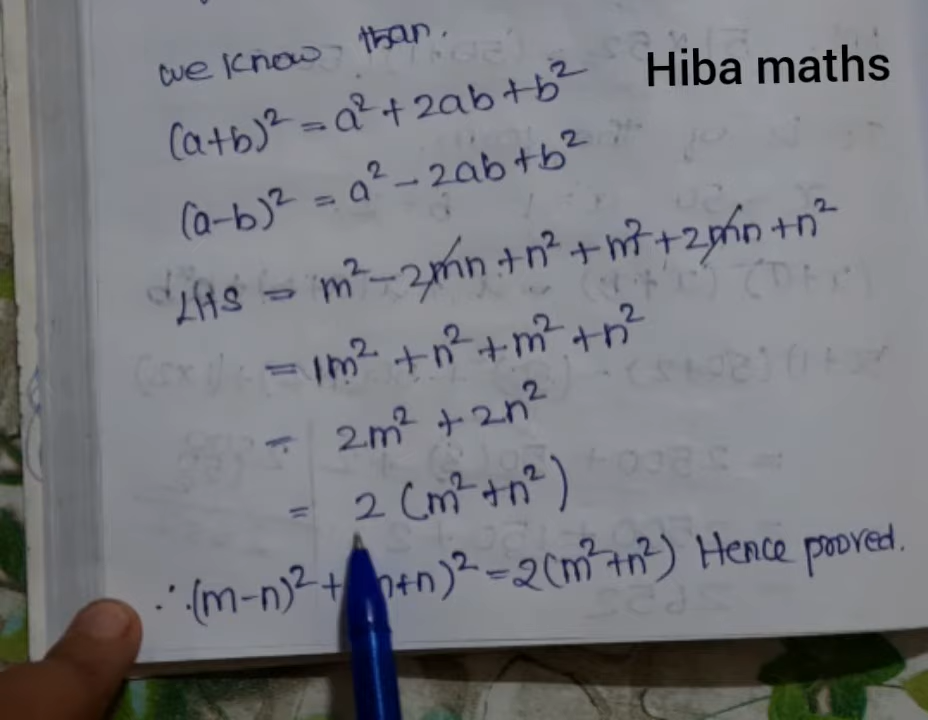 we know than.
Hiba maths
(a+b)² = a² + 2ab + b²
(a-b)² = a² - 2ab + b²
LHS = m² - 2mn + n² + m² + 2mn + n²
= 1m² + n² + m² + n²
= 2m² + 2n²
= 2 (m² + n²)
∴ (m-n)² + m+n)² = 2(m²+n²) Hence proved.